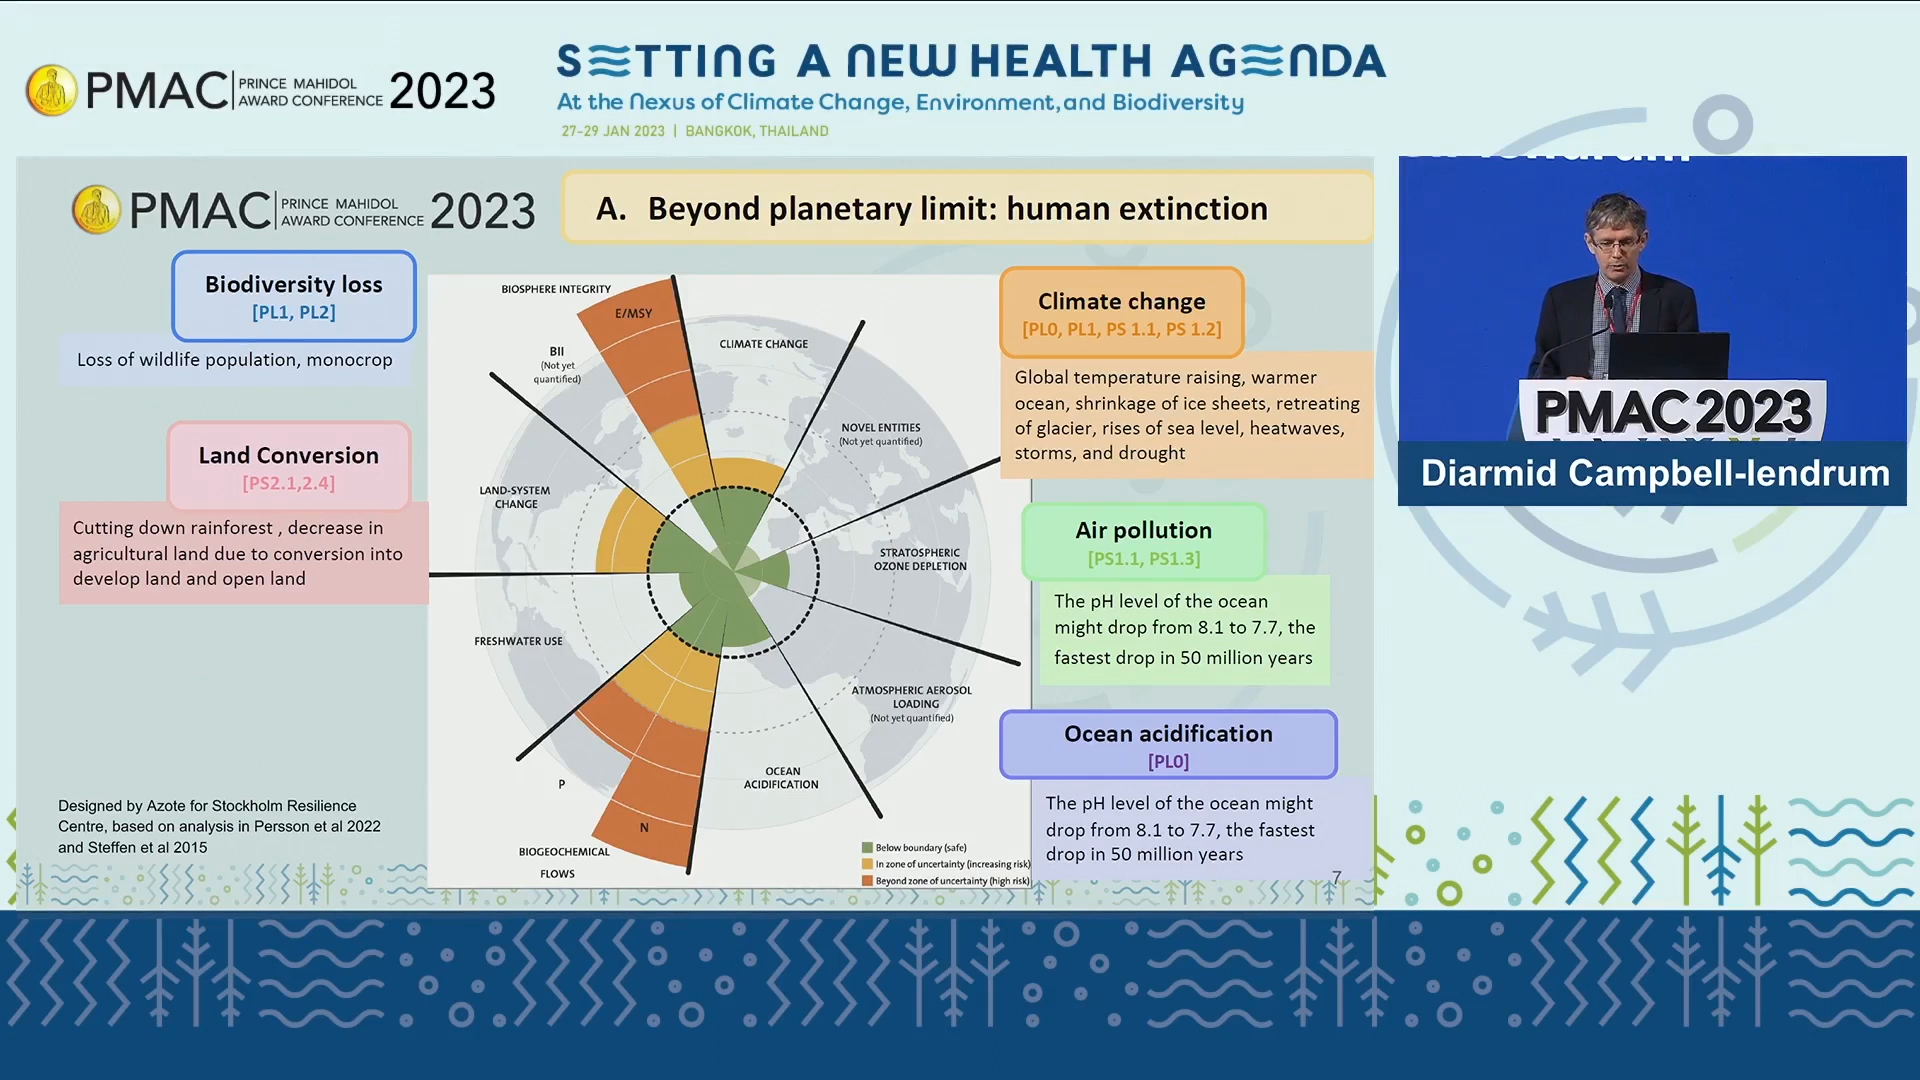 PMAC PRINCE MAHIDOL AWARD CONFERENCE 2023
SETTING A NEW HEALTH AGENDA
At the Nexus of Climate Change, Environment, and Biodiversity
27-29 JAN 2023 | BANGKOK, THAILAND
PMAC PRINCE MAHIDOL AWARD CONFERENCE 2023
A. Beyond planetary limit: human extinction
Biodiversity loss
[PL1, PL2]
Loss of wildlife population, monocrop
Land Conversion
[PS2.1,2.4]
Cutting down rainforest , decrease in
agricultural land due to conversion into
develop land and open land
Designed by Azote for Stockholm Resilience
Centre, based on analysis in Persson et al 2022
and Steffen et al 2015
BIOSPHERE INTEGRITY
E/MSY
BII
(Not yet
quantified)
CLIMATE CHANGE
NOVEL ENTITIES
(Not yet quantified)
LAND-SYSTEM
CHANGE
STRATOSPHERIC
OZONE DEPLETION
FRESHWATER USE
ATMOSPHERIC AEROSOL
LOADING
(Not yet quantified)
P
OCEAN
ACIDIFICATION
N
BIOGEOCHEMICAL
FLOWS
Below boundary (safe)
In zone of uncertainty (increasing risk)
Beyond zone of uncertainty (high risk)
Climate change
[PL0, PL1, PS 1.1, PS 1.2]
Global temperature raising, warmer
ocean, shrinkage of ice sheets, retreating
of glacier, rises of sea level, heatwaves,
storms, and drought
Air pollution
[PS1.1, PS1.3]
The pH level of the ocean
might drop from 8.1 to 7.7, the
fastest drop in 50 million years
Ocean acidification
[PL0]
The pH level of the ocean might
drop from 8.1 to 7.7, the fastest
drop in 50 million years
7
PMAC 2023
Diarmid Campbell-lendrum